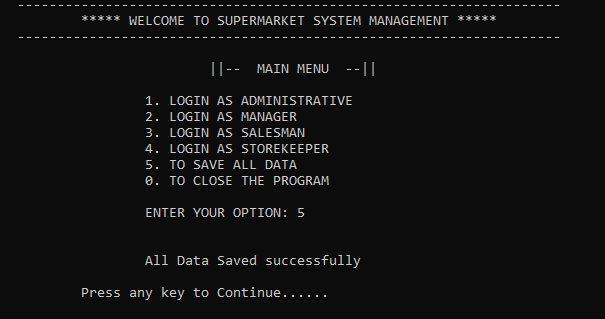 -------------------------------------------------------------------
***** WELCOME TO SUPERMARKET SYSTEM MANAGEMENT *****
-------------------------------------------------------------------
||-- MAIN MENU --||
1. LOGIN AS ADMINISTRATIVE
2. LOGIN AS MANAGER
3. LOGIN AS SALESMAN
4. LOGIN AS STOREKEEPER
5. TO SAVE ALL DATA
0. TO CLOSE THE PROGRAM
ENTER YOUR OPTION: 5
All Data Saved successfully
Press any key to Continue......